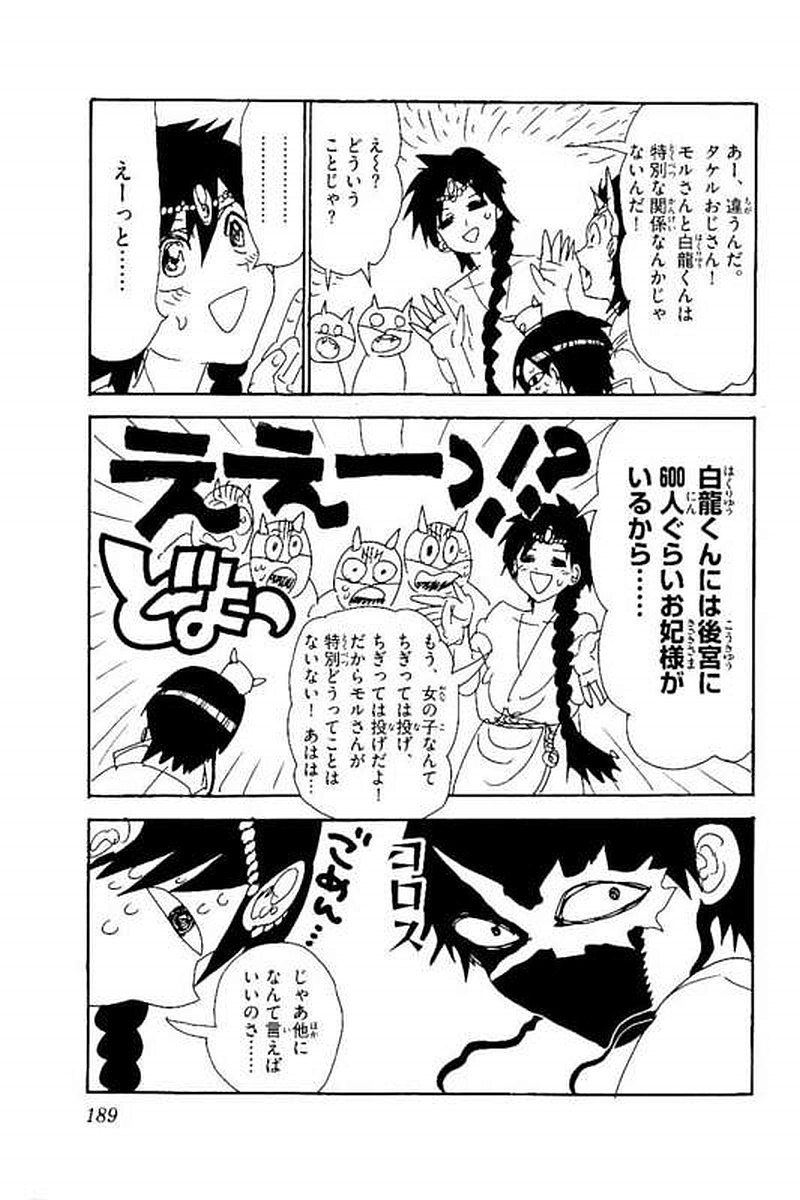 あー、違うんだ。
タケルおじさん！
モルさんと白龍くんは
特別な関係なんかじゃ
ないんだ！
え～？
どういう
ことじゃ？
…………
…………
えーっと……
白龍くんには後宮に
600人ぐらいお妃様が
いるから……
ええーっ!?
どよっ
もう、女の子なんて
ちぎっては投げ、
ちぎっては投げだよ！
だからモルさんが
特別どうってことは
ないない！あはは…
コロス
ごめん…
じゃあ他に
なんて言えば
いいのさ……
189